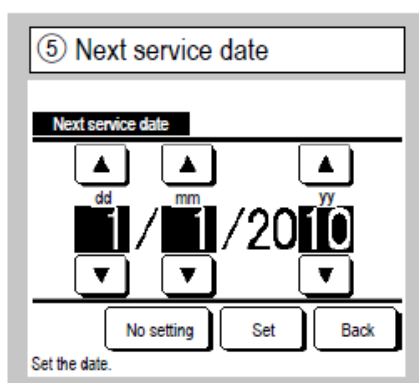 ⑤ Next service date
Next service date
▲ ▲ ▲
dd mm yy
1 / 1 /2010
▼ ▼ ▼
No setting Set Back
Set the date.